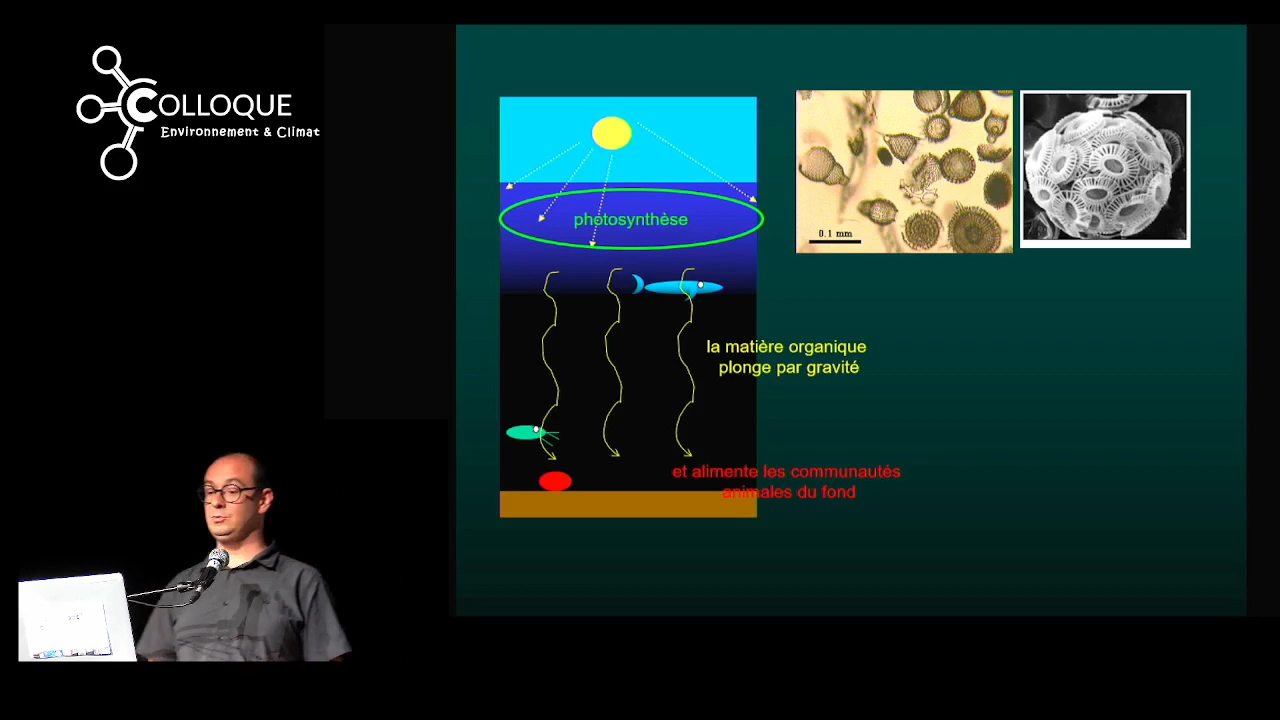 COLLOQUE
Environnement & Climat
photosynthèse
0.1 mm
la matière organique
plonge par gravité
et alimente les communautés
animales du fond